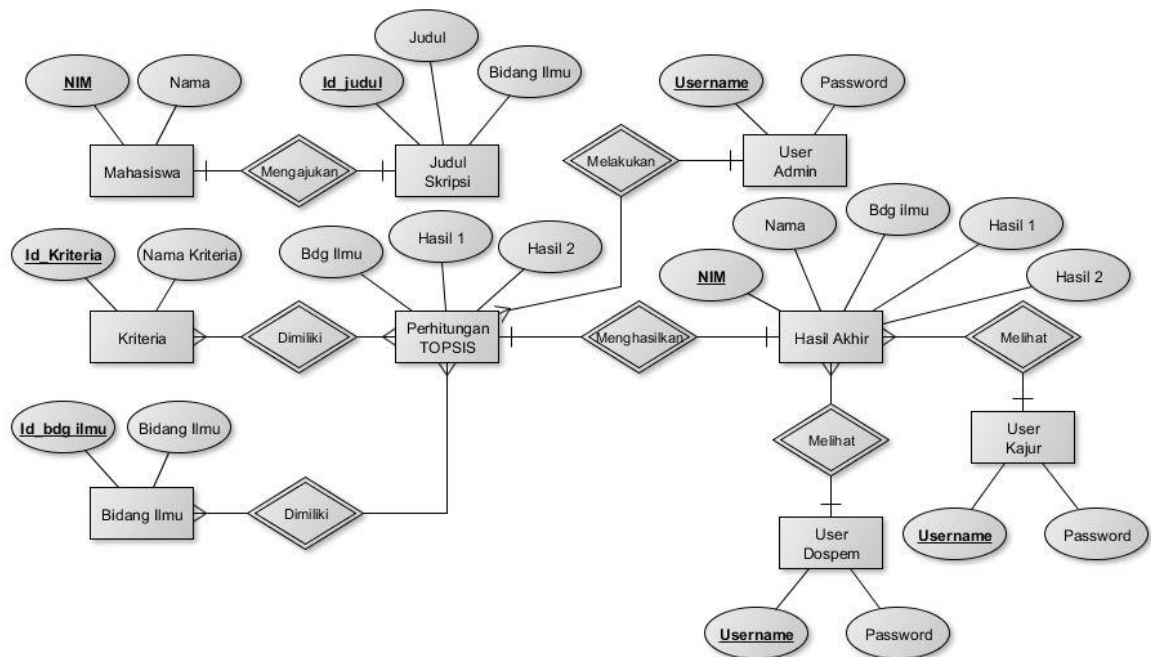 Judul
NIM
Nama
Id_judul
Bidang Ilmu
Username
Password
Mahasiswa
Mengajukan
Judul
Skripsi
Melakukan
User
Admin
Id_Kriteria
Nama Kriteria
Bdg Ilmu
Hasil 1
Hasil 2
NIM
Nama
Bdg ilmu
Hasil 1
Hasil 2
Kriteria
Dimiliki
Perhitungan
TOPSIS
Menghasilkan
Hasil Akhir
Melihat
Id_bdg ilmu
Bidang Ilmu
Melihat
User
Kajur
Bidang Ilmu
Dimiliki
User
Dospem
Username
Password
Username
Password